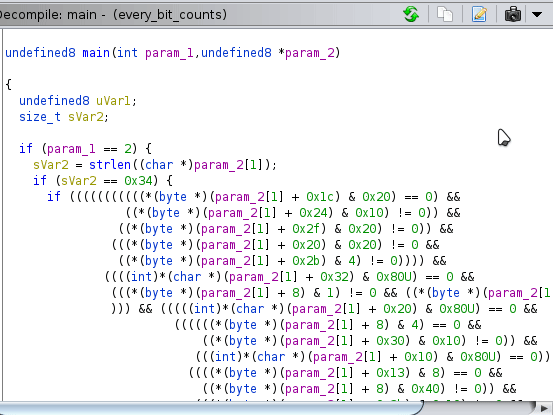 Decompile: main - (every_bit_counts)
undefined8 main(int param_1,undefined8 *param_2)
{
undefined8 uVar1;
size_t sVar2;
if (param_1 == 2) {
sVar2 = strlen((char *)param_2[1]);
if (sVar2 == 0x34) {
if (((((((((((*(byte *)(param_2[1] + 0x1c) & 0x20) == 0) &&
((*(byte *)(param_2[1] + 0x24) & 0x10) != 0)) &&
((*(byte *)(param_2[1] + 0x2f) & 0x20) != 0)) &&
(((*(byte *)(param_2[1] + 0x20) & 0x20) != 0 &&
((*(byte *)(param_2[1] + 0x2b) & 4) != 0)))) &&
((((int)*(char *)(param_2[1] + 0x32) & 0x80U) == 0 &&
(((*(byte *)(param_2[1] + 8) & 1) != 0 && ((*(byte *)(param_2[1
))) && (((((int)*(char *)(param_2[1] + 0x20) & 0x80U) == 0 &&
((((((*(byte *)(param_2[1] + 8) & 4) == 0 &&
((*(byte *)(param_2[1] + 0x30) & 0x10) != 0)) &&
(((int)*(char *)(param_2[1] + 0x10) & 0x80U) == 0))
((((*(byte *)(param_2[1] + 0x13) & 8) == 0 &&
((*(byte *)(param_2[1] + 8) & 0x40) != 0)) &&